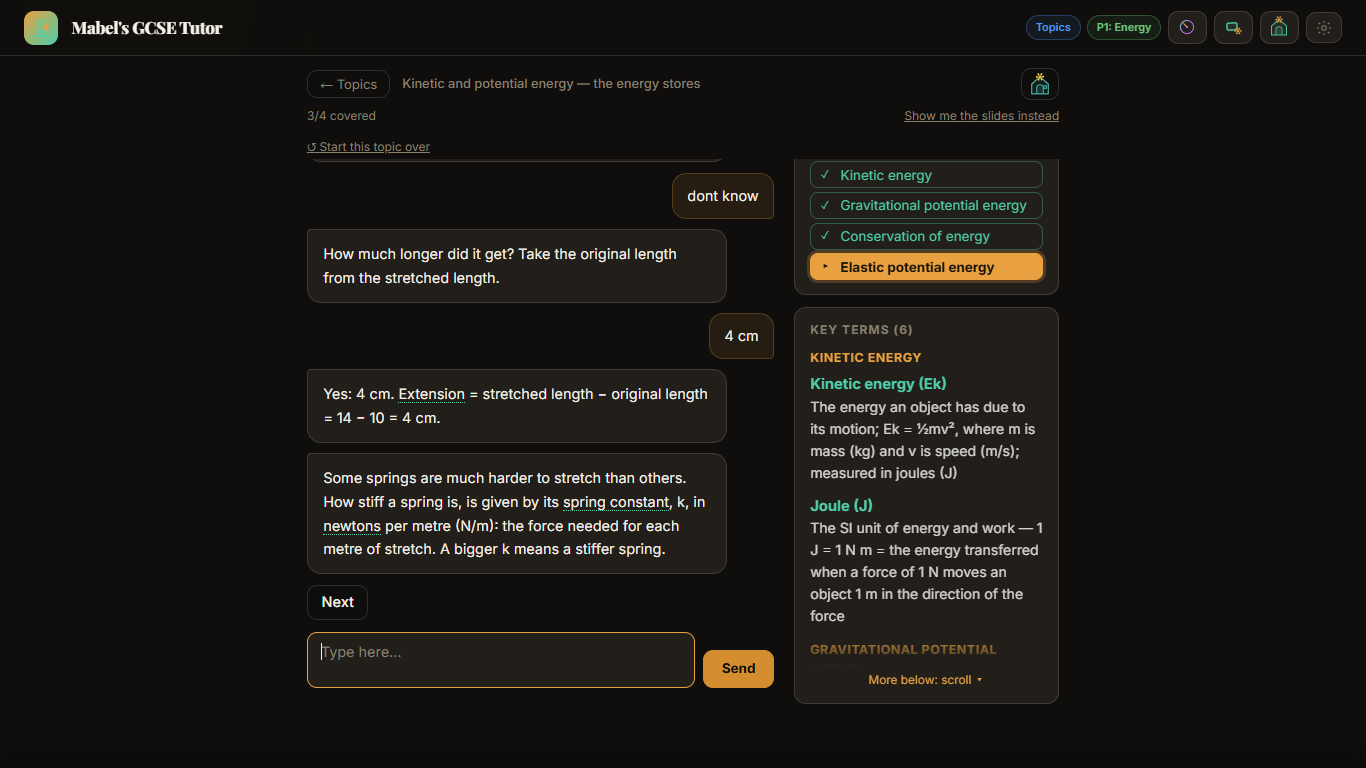 Mabel's GCSE Tutor
Topics
P1: Energy
← Topics
Kinetic and potential energy — the energy stores
3/4 covered
Show me the slides instead
↺ Start this topic over
dont know
How much longer did it get? Take the original length
from the stretched length.
4 cm
Yes: 4 cm. Extension = stretched length − original length
= 14 − 10 = 4 cm.
Some springs are much harder to stretch than others.
How stiff a spring is, is given by its spring constant, k, in
newtons per metre (N/m): the force needed for each
metre of stretch. A bigger k means a stiffer spring.
Next
Type here...
Send
✓ Kinetic energy
✓ Gravitational potential energy
✓ Conservation of energy
‣ Elastic potential energy
KEY TERMS (6)
KINETIC ENERGY
Kinetic energy (Ek)
The energy an object has due to
its motion; Ek = ½mv², where m is
mass (kg) and v is speed (m/s);
measured in joules (J)
Joule (J)
The SI unit of energy and work — 1
J = 1 N m = the energy transferred
when a force of 1 N moves an
object 1 m in the direction of the
force
GRAVITATIONAL POTENTIAL
More below: scroll ▾